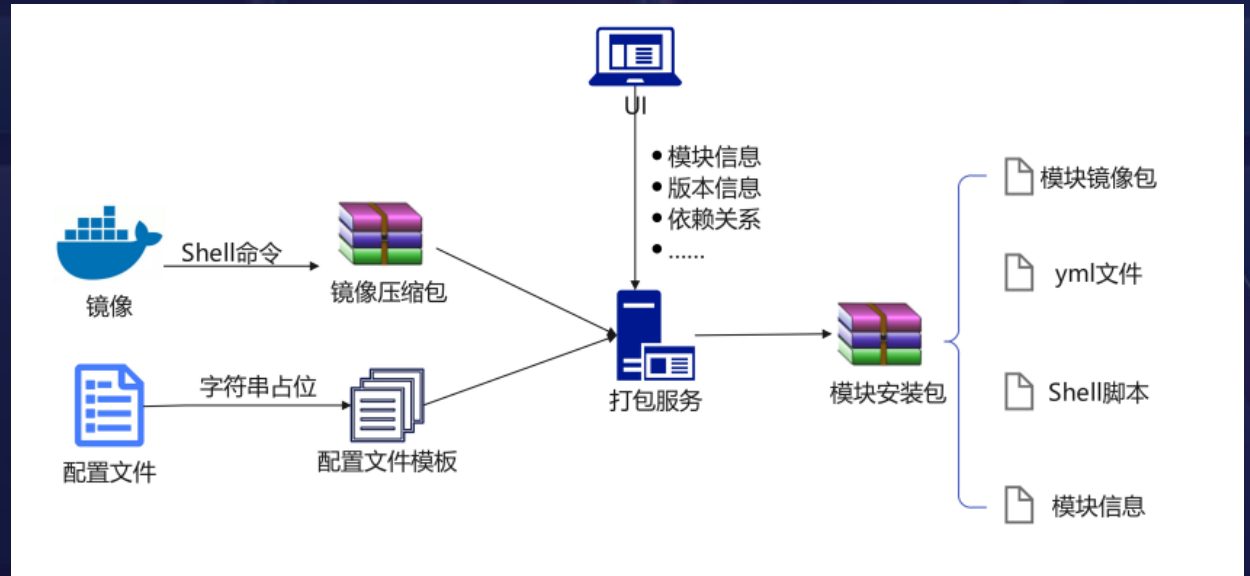 UI
• 模块信息
• 版本信息
• 依赖关系
• ......
Shell命令
镜像
镜像压缩包
字符串占位
配置文件
配置文件模板
打包服务
模块安装包
模块镜像包
yml文件
Shell脚本
模块信息